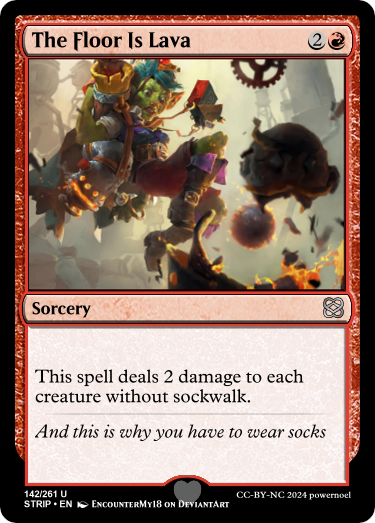 The Floor Is Lava 2
Sorcery
This spell deals 2 damage to each
creature without sockwalk.
And this is why you have to wear socks
142/261 U
STRIP • EN EncounterMy18 on DeviantArt
CC-BY-NC 2024 powernoel